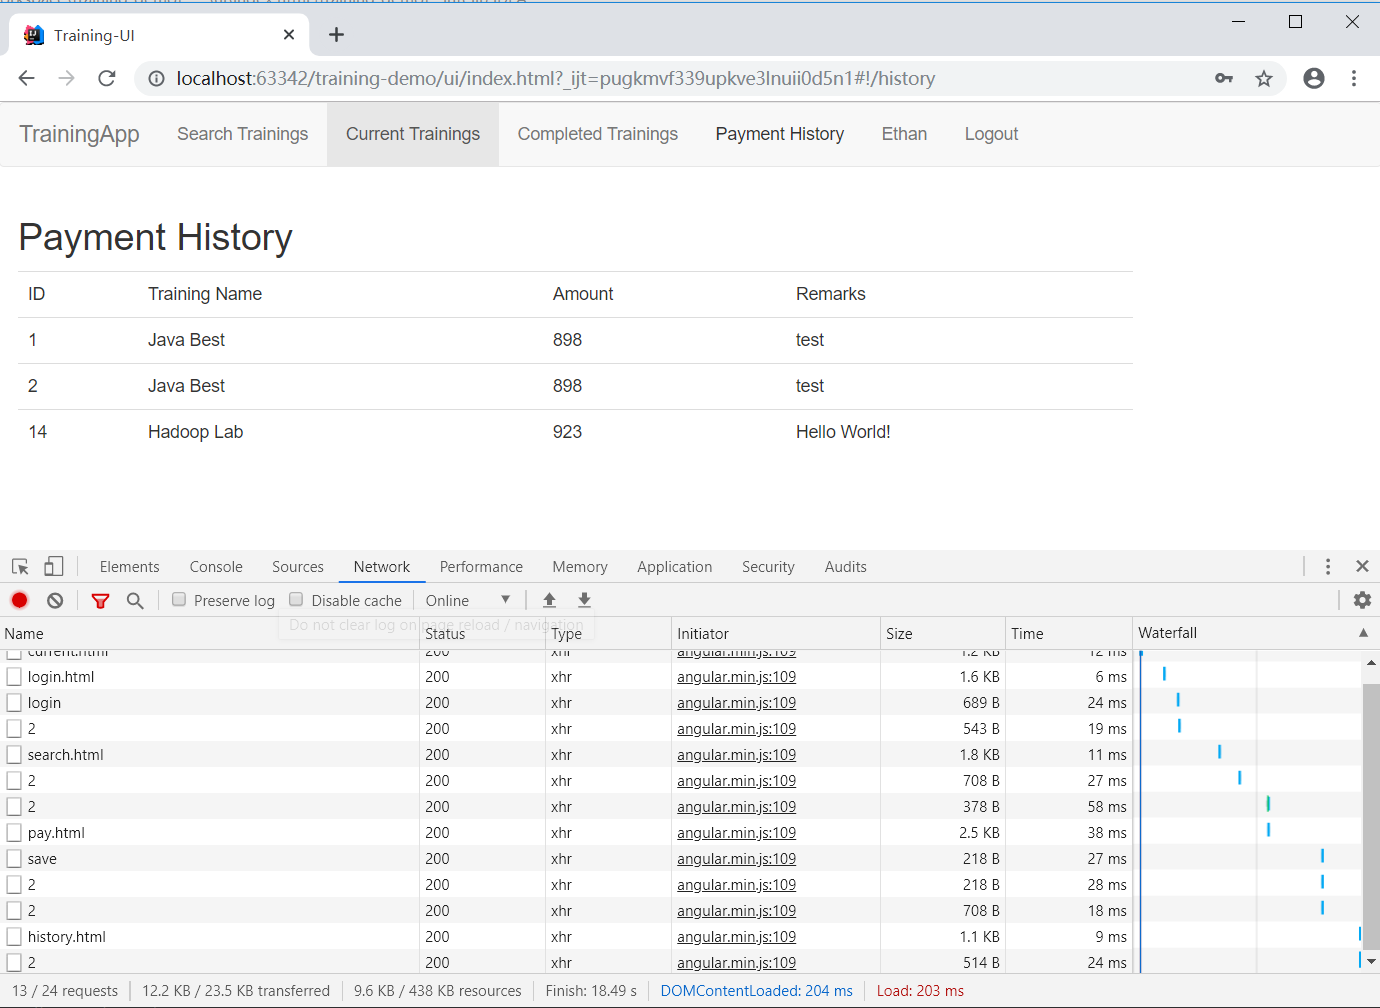 Training-UI
localhost:63342/training-demo/ui/index.html?_ijt=pugkmvf339upkve3lnuii0d5n1#!/history
TrainingApp Search Trainings Current Trainings Completed Trainings Payment History Ethan Logout
Payment History
ID Training Name Amount Remarks
1 Java Best 898 test
2 Java Best 898 test
14 Hadoop Lab 923 Hello World!
Elements Console Sources Network Performance Memory Application Security Audits
Preserve log Disable cache Online
Do not clear log on page reload / navigation
Name Status Type Initiator Size Time Waterfall
current.html 200 xhr angular.min.js:109 1.2 KB 12 ms
login.html 200 xhr angular.min.js:109 1.6 KB 6 ms
login 200 xhr angular.min.js:109 689 B 24 ms
2 200 xhr angular.min.js:109 543 B 19 ms
search.html 200 xhr angular.min.js:109 1.8 KB 11 ms
2 200 xhr angular.min.js:109 708 B 27 ms
2 200 xhr angular.min.js:109 378 B 58 ms
pay.html 200 xhr angular.min.js:109 2.5 KB 38 ms
save 200 xhr angular.min.js:109 218 B 27 ms
2 200 xhr angular.min.js:109 218 B 28 ms
2 200 xhr angular.min.js:109 708 B 18 ms
history.html 200 xhr angular.min.js:109 1.1 KB 9 ms
2 200 xhr angular.min.js:109 514 B 24 ms
13 / 24 requests 12.2 KB / 23.5 KB transferred 9.6 KB / 438 KB resources Finish: 18.49 s DOMContentLoaded: 204 ms Load: 203 ms